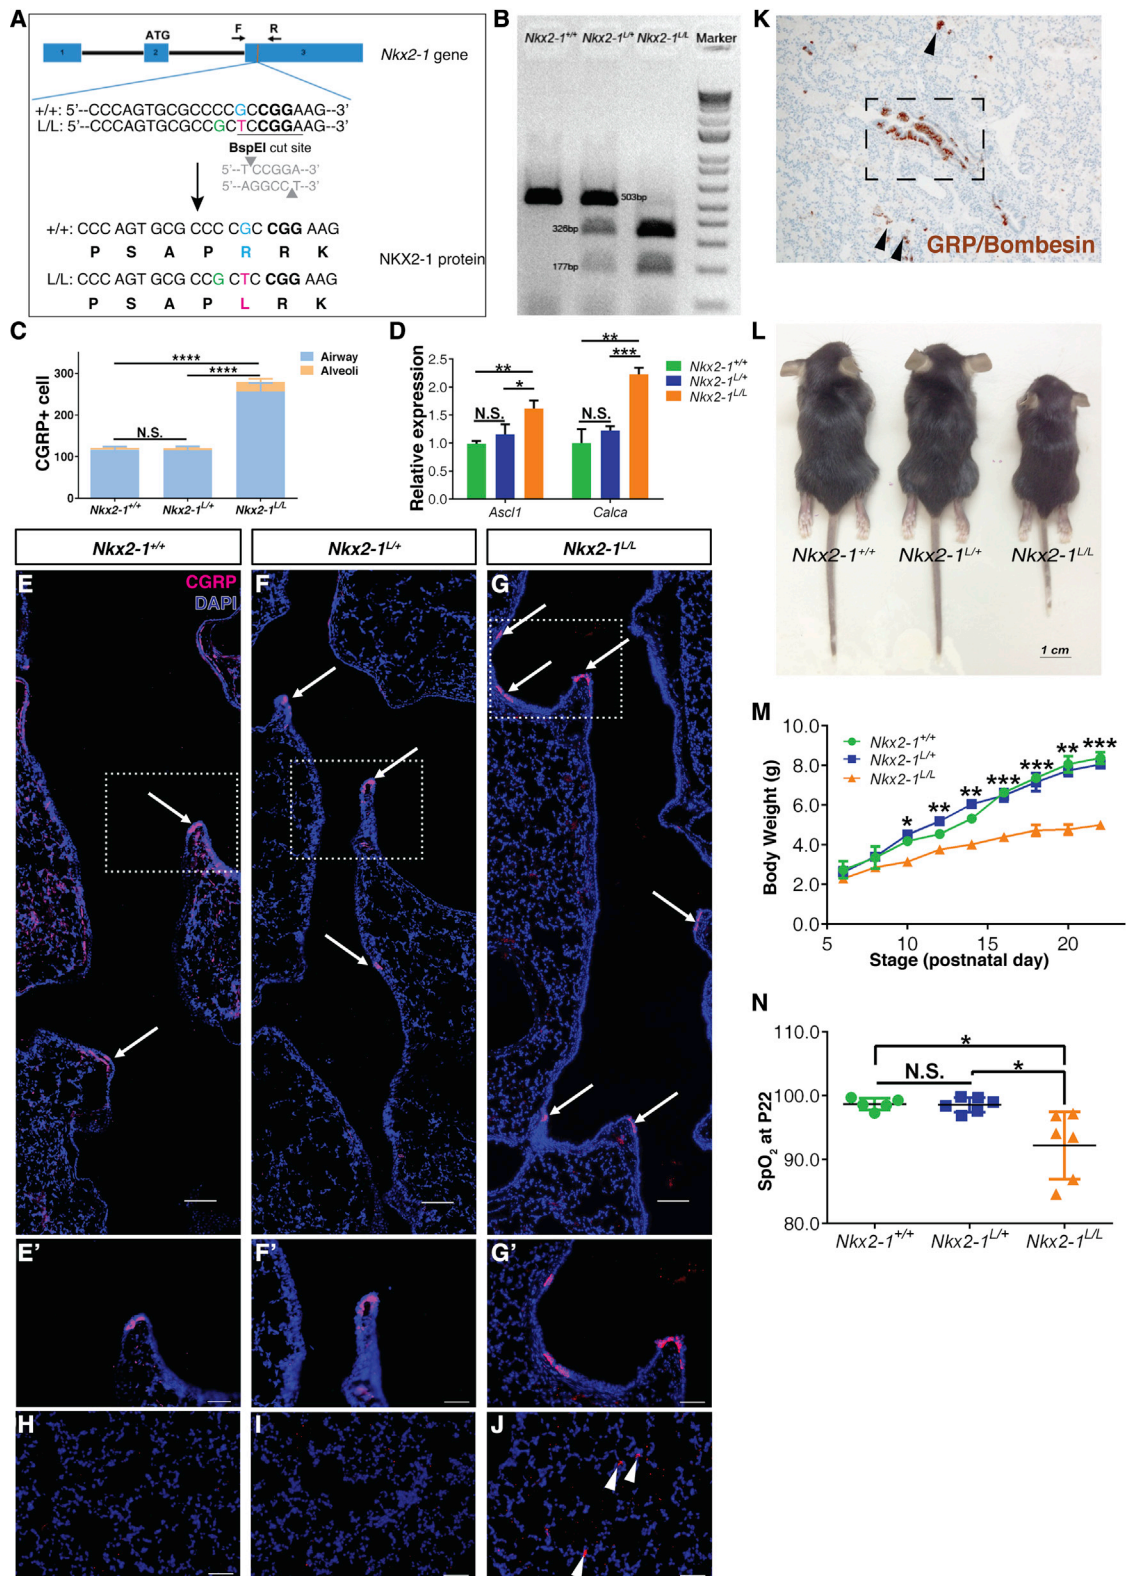 A
ATG
F
R
1
2
3
Nkx2-1 gene
+/+: 5'--CCCAGTGCGCCCCGCCGGAAG--3'
L/L: 5'--CCCAGTGCGCCGCTCCGGAAG--3'
BspEI cut site
5'--TCCGGA--3'
5'--AGGCCT--3'
+/+: CCC AGT GCG CCC CGC CGG AAG
P S A P R R K
NKX2-1 protein
L/L: CCC AGT GCG CCG CTC CGG AAG
P S A P L R K
B
Nkx2-1+/+ Nkx2-1L/+ Nkx2-1L/L Marker
503bp
326bp
177bp
K
GRP/Bombesin
C
CGRP+ cell
300
200
100
0
****
****
N.S.
Airway
Alveoli
Nkx2-1+/+ Nkx2-1L/+ Nkx2-1L/L
D
Relative expression
2.5
2.0
1.5
1.0
0.5
0.0
**
*
N.S.
**
***
N.S.
Nkx2-1+/+
Nkx2-1L/+
Nkx2-1L/L
Ascl1 Calca
L
Nkx2-1+/+ Nkx2-1L/+ Nkx2-1L/L
1 cm
Nkx2-1+/+ Nkx2-1L/+ Nkx2-1L/L
E
CGRP
DAPI
F
G
E'
F'
G'
H
I
J
M
Body Weight (g)
10.0
8.0
6.0
4.0
2.0
0.0
Nkx2-1+/+
Nkx2-1L/+
Nkx2-1L/L
* ** ** *** *** ** ***
5 10 15 20
Stage (postnatal day)
N
SpO2 at P22
110.0
100.0
90.0
80.0
*
N.S.
*
Nkx2-1+/+ Nkx2-1L/+ Nkx2-1L/L